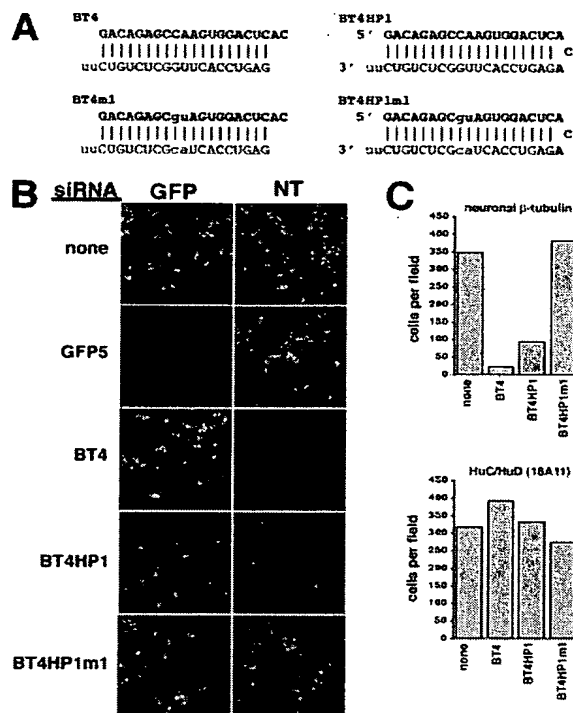 A
BT4
GACAGAGCCAAGUGGACUCAC
uuCUGUCUCGGUUCACCUGAG
BT4HP1
5' GACAGAGCCAAGUGGACUCA
C
3' uuCUGUCUCGGUUCACCUGAGA
BT4m1
GACAGAGCguAGUGGACUCAC
uuCUGUCUCGcaUCACCUGAG
BT4HP1m1
5' GACAGAGCguAGUGGACUCA
C
3' uuCUGUCUCGcaUCACCUGAGA
B
siRNA GFP NT
none
GFP5
BT4
BT4HP1
BT4HP1m1
C
neuronal β-tubulin
cells per field
450
400
350
300
250
200
150
100
50
0
none BT4 BT4HP1 BT4HP1m1
HuC/HuD (16A11)
cells per field
450
400
350
300
250
200
150
100
50
0
none BT4 BT4HP1 BT4HP1m1